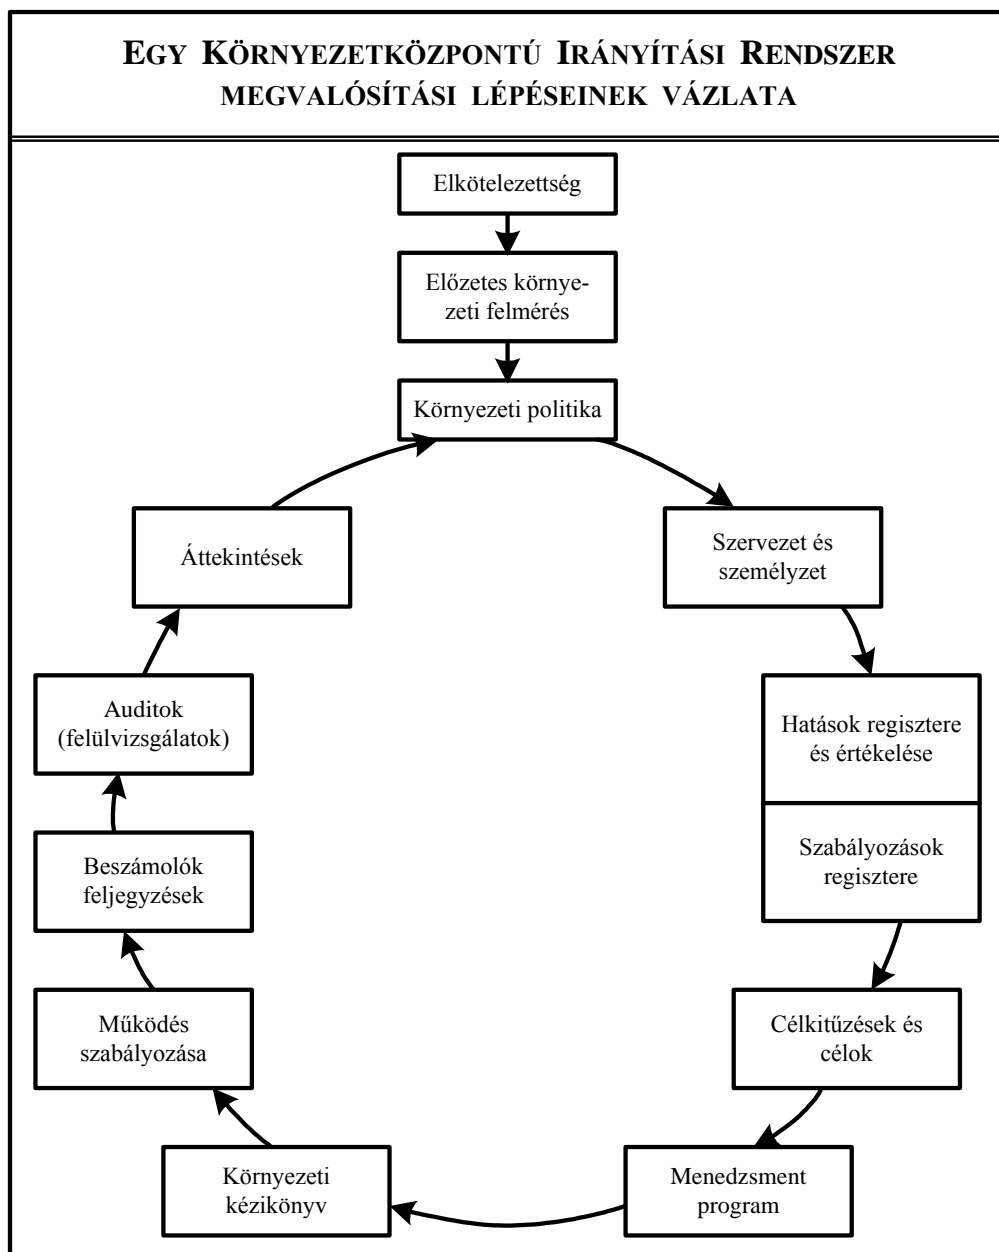 EGY KÖRNYEZETKÖZPONTÚ IRÁNYÍTÁSI RENDSZER
MEGVALÓSÍTÁSI LÉPÉSEINEK VÁZLATA
Elkötelezettség
Előzetes környe-
zeti felmérés
Környezeti politika
Szervezet és
személyzet
Hatások regisztere
és értékelése
Szabályozások
regisztere
Célkitűzések és
célok
Menedzsment
program
Környezeti
kézikönyv
Működés
szabályozása
Beszámolók
feljegyzések
Auditok
(felülvizsgálatok)
Áttekintések